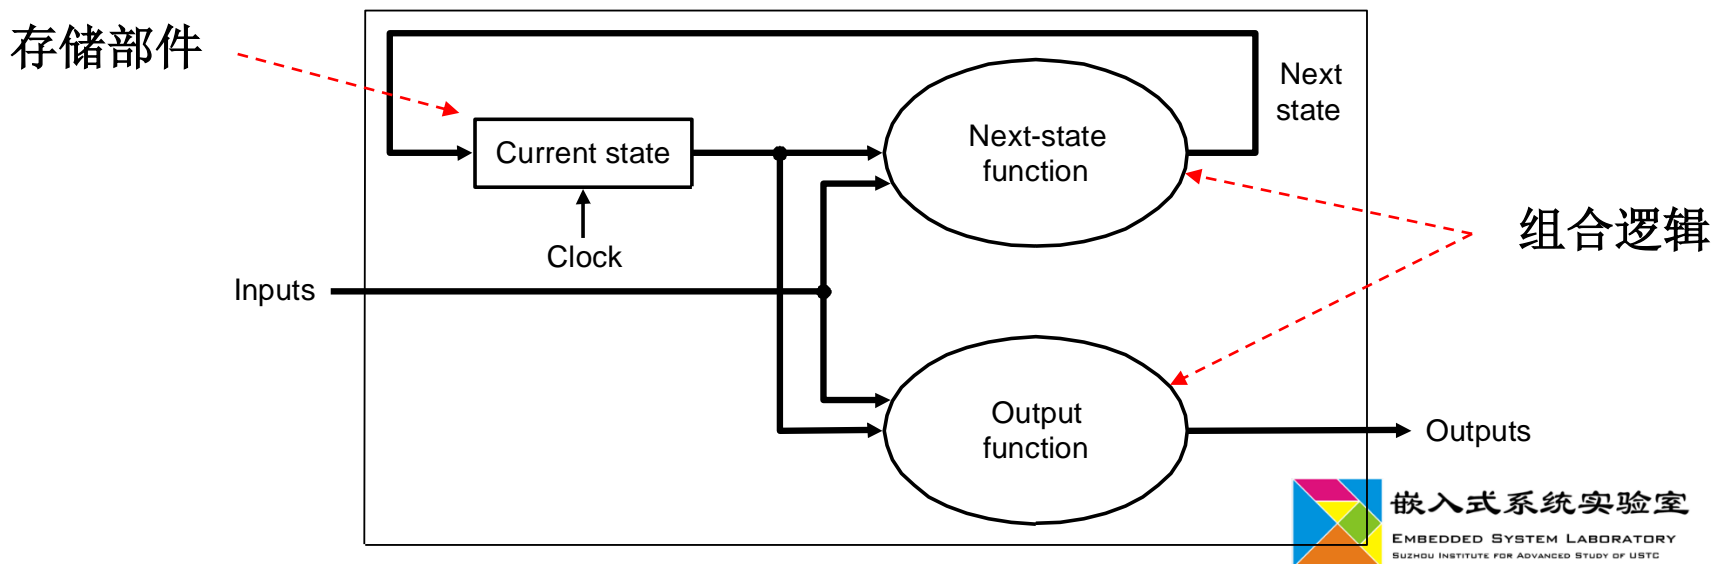 存储部件
Next
state
Current state
Next-state
function
Clock
组合逻辑
Inputs
Output
function
Outputs
嵌入式系统实验室
EMBEDDED SYSTEM LABORATORY
SUZHOU INSTITUTE FOR ADVANCED STUDY OF USTC